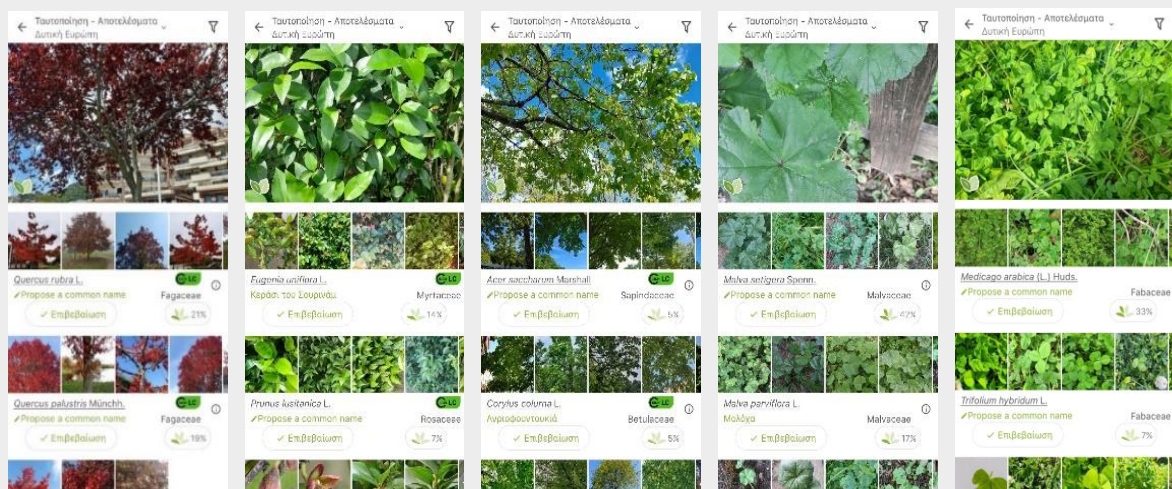 Ταυτοποίηση - Αποτελέσματα
Δυτική Ευρώπη
Quercus rubra L.
LC
Propose a common name
Fagaceae
Επιβεβαίωση
21%
Quercus palustris Münchh.
Propose a common name
Fagaceae
Επιβεβαίωση
19%
Ταυτοποίηση - Αποτελέσματα
Δυτική Ευρώπη
Eugenia uniflora L.
LC
Κεράσι του Σουρινάμ
Myrtaceae
Επιβεβαίωση
14%
Prunus lusitanica L.
LC
Propose a common name
Rosaceae
Επιβεβαίωση
7%
Ταυτοποίηση - Αποτελέσματα
Δυτική Ευρώπη
Acer saccharum Marshall
LC
Propose a common name
Sapindaceae
Επιβεβαίωση
5%
Corylus colurna L.
LC
Αγριοφουντουκιά
Betulaceae
Επιβεβαίωση
5%
Ταυτοποίηση - Αποτελέσματα
Δυτική Ευρώπη
Malva setigera Spenn.
Propose a common name
Malvaceae
Επιβεβαίωση
42%
Malva parviflora L.
Μολόχα
Malvaceae
Επιβεβαίωση
17%
Ταυτοποίηση - Αποτελέσματα
Δυτική Ευρώπη
Medicago arabica (L.) Huds.
Propose a common name
Fabaceae
Επιβεβαίωση
33%
Trifolium hybridum L.
Propose a common name
Fabaceae
Επιβεβαίωση
7%